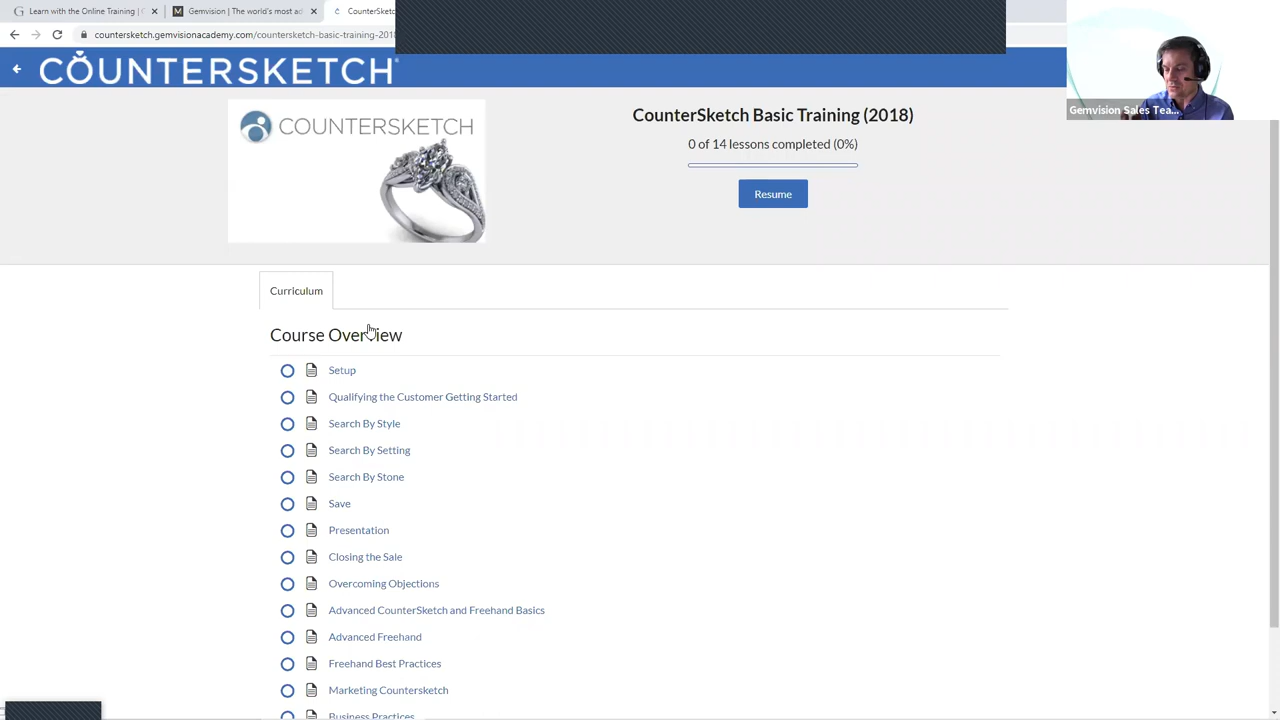 Learn with the Online Training | G
Gemvision | The world's most ad
CounterSk
countersketch.gemvisionacademy.com/countersketch-basic-training-2018
COUNTERSKETCH
Gemvision Sales Tea...
COUNTERSKETCH
CounterSketch Basic Training (2018)
0 of 14 lessons completed (0%)
Resume
Curriculum
Course Overview
Setup
Qualifying the Customer Getting Started
Search By Style
Search By Setting
Search By Stone
Save
Presentation
Closing the Sale
Overcoming Objections
Advanced CounterSketch and Freehand Basics
Advanced Freehand
Freehand Best Practices
Marketing Countersketch
Business Practices